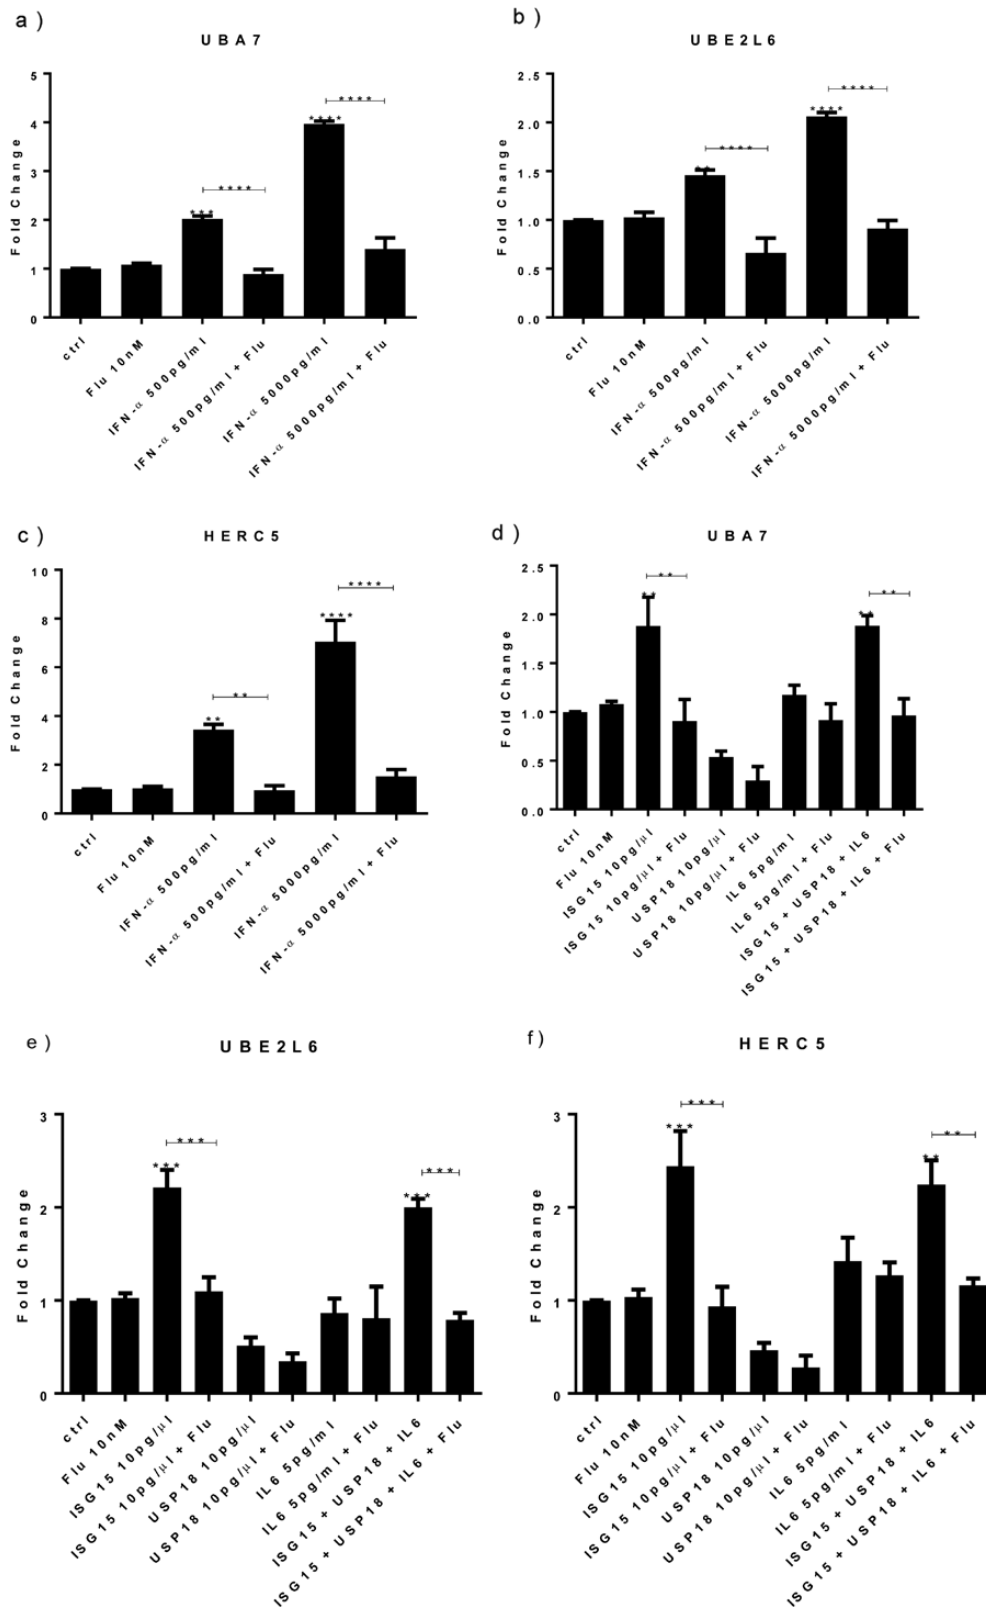 a )
UBA7
Fold Change
5
4
3
2
1
0
***
****
****
****
ctrl
Flu 10nM
IFN-α 500pg/ml
IFN-α 500pg/ml + Flu
IFN-α 5000pg/ml
IFN-α 5000pg/ml + Flu
b )
UBE2L6
Fold Change
2.5
2.0
1.5
1.0
0.5
0.0
**
****
****
****
ctrl
Flu 10nM
IFN-α 500pg/ml
IFN-α 500pg/ml + Flu
IFN-α 5000pg/ml
IFN-α 5000pg/ml + Flu
c )
HERC5
Fold Change
10
8
6
4
2
0
**
**
****
****
ctrl
Flu 10nM
IFN-α 500pg/ml
IFN-α 500pg/ml + Flu
IFN-α 5000pg/ml
IFN-α 5000pg/ml + Flu
d )
UBA7
Fold Change
2.5
2.0
1.5
1.0
0.5
0.0
**
**
**
**
ctrl
Flu 10nM
ISG15 10pg/μl
ISG15 10pg/μl + Flu
USP18 10pg/μl
USP18 10pg/μl + Flu
IL6 5pg/ml
IL6 5pg/ml + Flu
ISG15 + USP18 + IL6
ISG15 + USP18 + IL6 + Flu
e )
UBE2L6
Fold Change
3
2
1
0
***
***
***
***
ctrl
Flu 10nM
ISG15 10pg/μl
ISG15 10pg/μl + Flu
USP18 10pg/μl
USP18 10pg/μl + Flu
IL6 5pg/ml
IL6 5pg/ml + Flu
ISG15 + USP18 + IL6
ISG15 + USP18 + IL6 + Flu
f )
HERC5
Fold Change
3
2
1
0
***
***
**
**
ctrl
Flu 10nM
ISG15 10pg/μl
ISG15 10pg/μl + Flu
USP18 10pg/μl
USP18 10pg/μl + Flu
IL6 5pg/ml
IL6 5pg/ml + Flu
ISG15 + USP18 + IL6
ISG15 + USP18 + IL6 + Flu